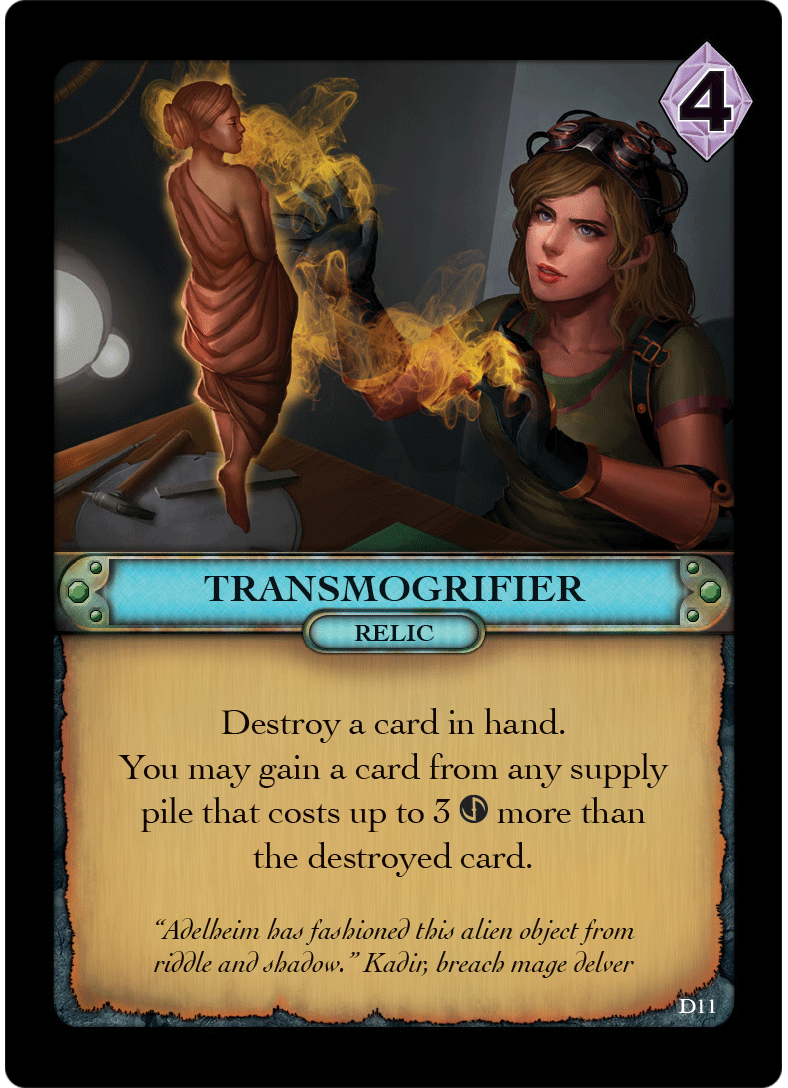 4
TRANSMOGRIFIER
RELIC
Destroy a card in hand.
You may gain a card from any supply
pile that costs up to 3 more than
the destroyed card.
“Adelheim has fashioned this alien object from
riddle and shadow.” Kadir, breach mage delver
D11